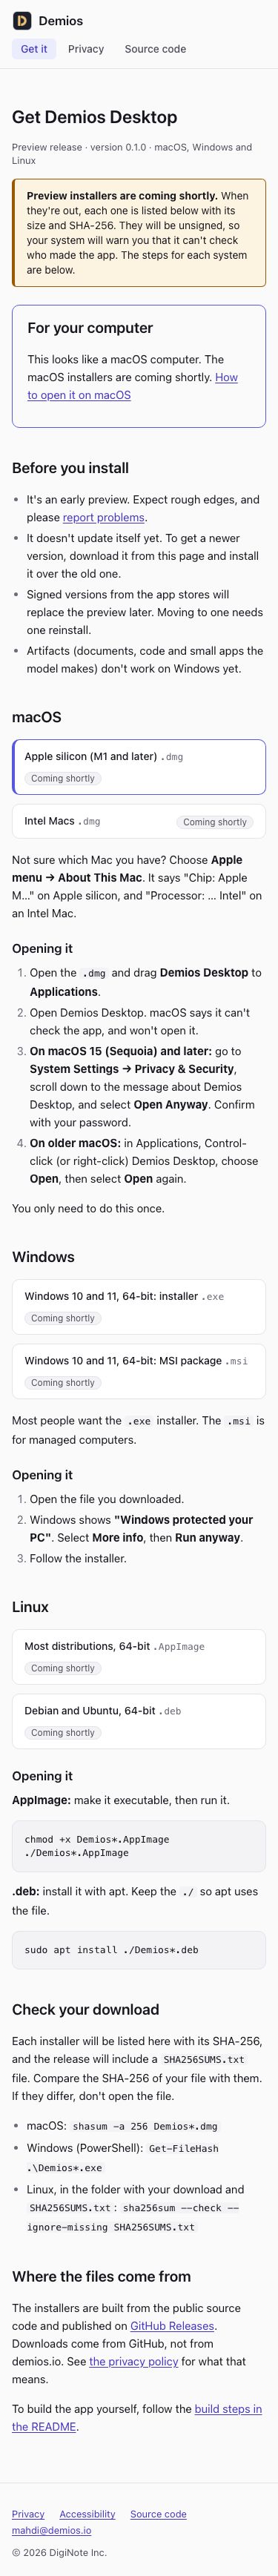 Demios
Get it Privacy Source code
Get Demios Desktop
Preview release · version 0.1.0 · macOS, Windows and
Linux
Preview installers are coming shortly. When
they're out, each one is listed below with its
size and SHA-256. They will be unsigned, so
your system will warn you that it can't check
who made the app. The steps for each system
are below.
For your computer
This looks like a macOS computer. The
macOS installers are coming shortly. How
to open it on macOS
Before you install
• It's an early preview. Expect rough edges, and
please report problems.
• It doesn't update itself yet. To get a newer
version, download it from this page and install
it over the old one.
• Signed versions from the app stores will
replace the preview later. Moving to one needs
one reinstall.
• Artifacts (documents, code and small apps the
model makes) don't work on Windows yet.
macOS
Apple silicon (M1 and later) .dmg
Coming shortly
Intel Macs .dmg Coming shortly
Not sure which Mac you have? Choose Apple
menu → About This Mac. It says "Chip: Apple
M…" on Apple silicon, and "Processor: … Intel" on
an Intel Mac.
Opening it
1. Open the .dmg and drag Demios Desktop to
Applications.
2. Open Demios Desktop. macOS says it can't
check the app, and won't open it.
3. On macOS 15 (Sequoia) and later: go to
System Settings → Privacy & Security,
scroll down to the message about Demios
Desktop, and select Open Anyway. Confirm
with your password.
4. On older macOS: in Applications, Control-
click (or right-click) Demios Desktop, choose
Open, then select Open again.
You only need to do this once.
Windows
Windows 10 and 11, 64-bit: installer .exe
Coming shortly
Windows 10 and 11, 64-bit: MSI package .msi
Coming shortly
Most people want the .exe installer. The .msi is
for managed computers.
Opening it
1. Open the file you downloaded.
2. Windows shows "Windows protected your
PC". Select More info, then Run anyway.
3. Follow the installer.
Linux
Most distributions, 64-bit .AppImage
Coming shortly
Debian and Ubuntu, 64-bit .deb
Coming shortly
Opening it
AppImage: make it executable, then run it.
chmod +x Demios*.AppImage
./Demios*.AppImage
.deb: install it with apt. Keep the ./ so apt uses
the file.
sudo apt install ./Demios*.deb
Check your download
Each installer will be listed here with its SHA-256,
and the release will include a SHA256SUMS.txt
file. Compare the SHA-256 of your file with them.
If they differ, don't open the file.
• macOS: shasum -a 256 Demios*.dmg
• Windows (PowerShell): Get-FileHash
.\Demios*.exe
• Linux, in the folder with your download and
SHA256SUMS.txt: sha256sum --check --
ignore-missing SHA256SUMS.txt
Where the files come from
The installers are built from the public source
code and published on GitHub Releases.
Downloads come from GitHub, not from
demios.io. See the privacy policy for what that
means.
To build the app yourself, follow the build steps in
the README.
Privacy Accessibility Source code
mahdi@demios.io
© 2026 DigiNote Inc.